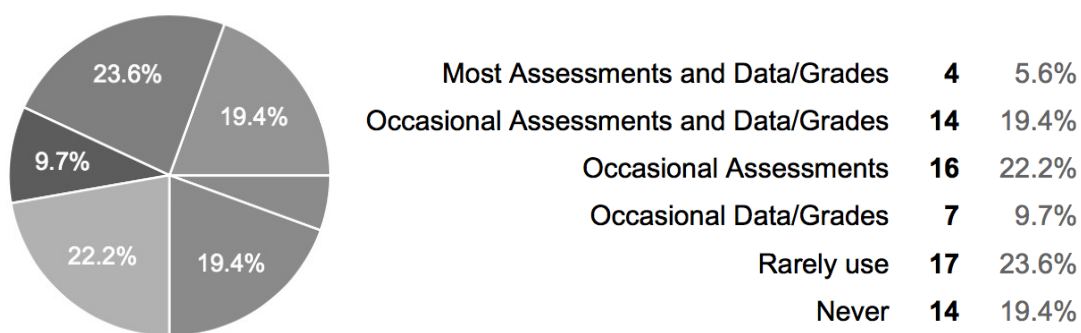 23.6%
19.4%
9.7%
22.2%
19.4%
Most Assessments and Data/Grades 4 5.6%
Occasional Assessments and Data/Grades 14 19.4%
Occasional Assessments 16 22.2%
Occasional Data/Grades 7 9.7%
Rarely use 17 23.6%
Never 14 19.4%